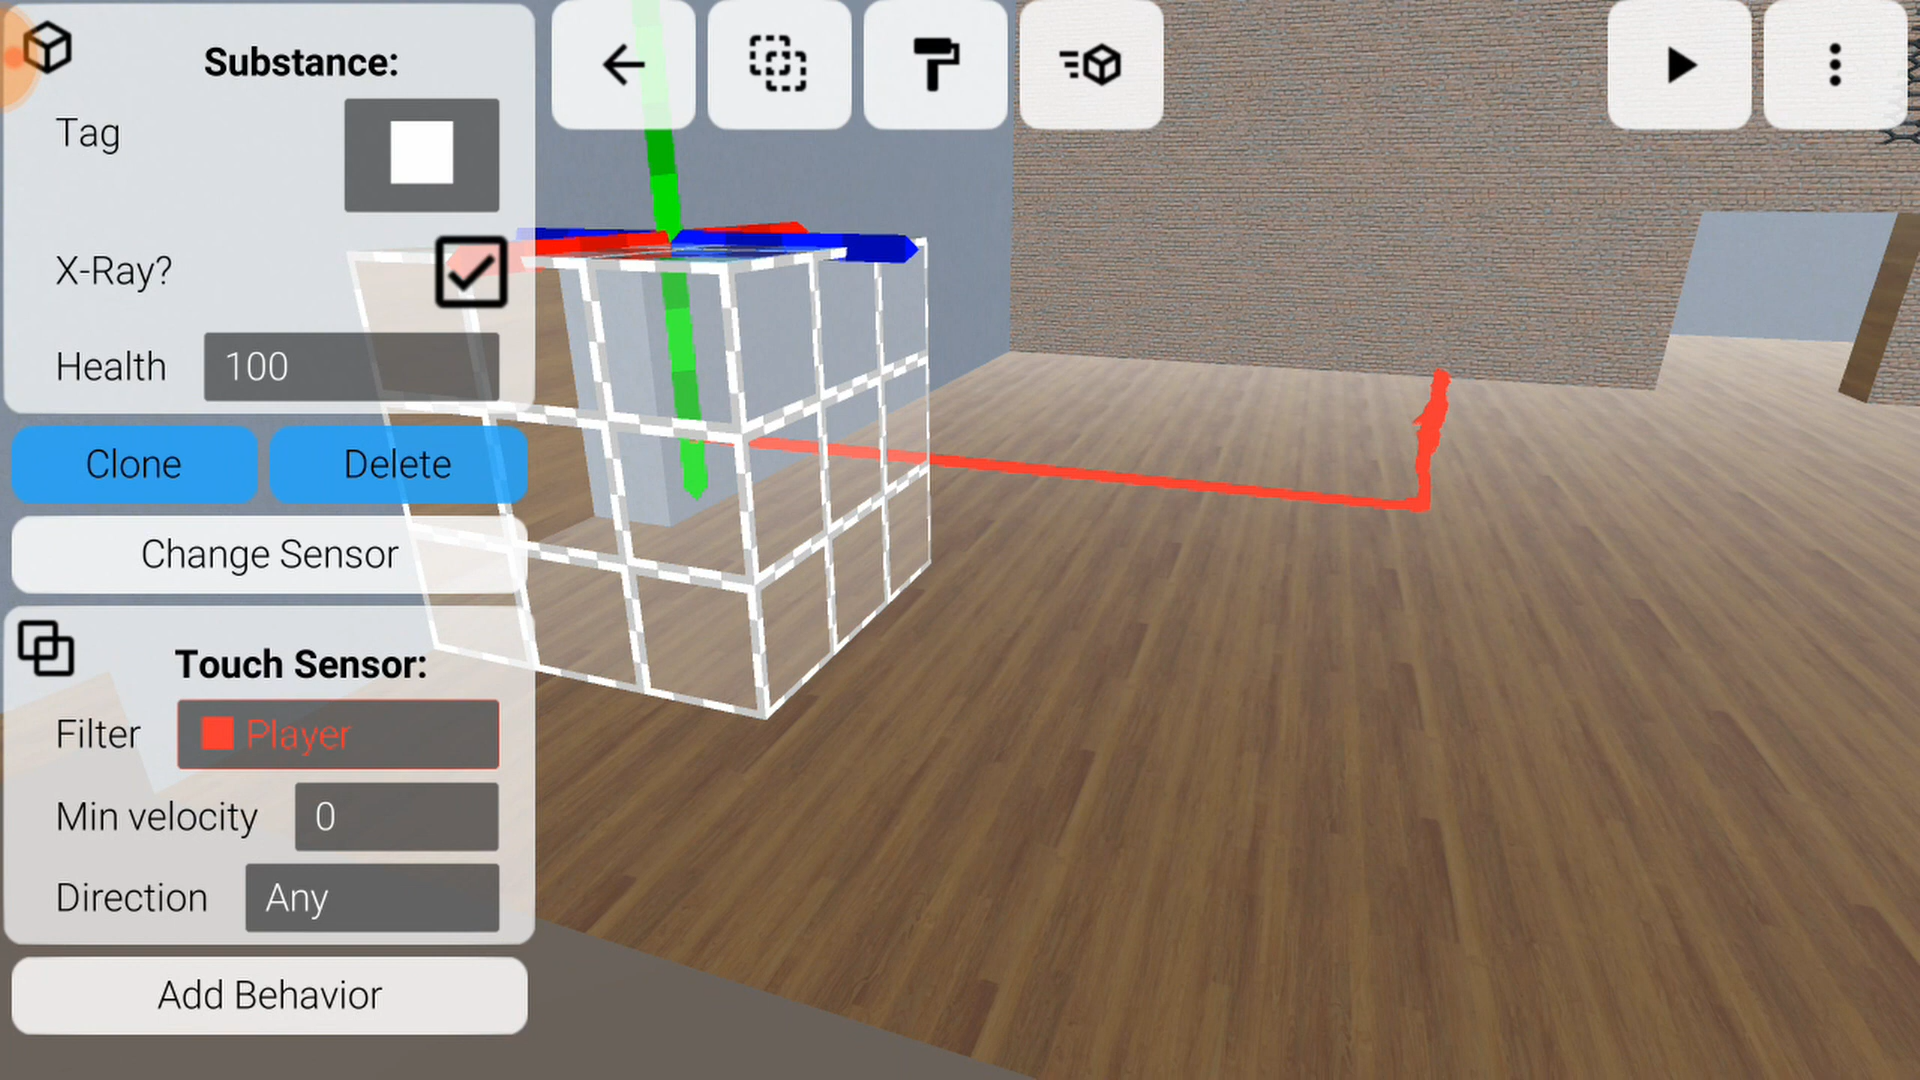 Substance:
Tag
X-Ray?
Health 100
Clone Delete
Change Sensor
Touch Sensor:
Filter Player
Min velocity 0
Direction Any
Add Behavior